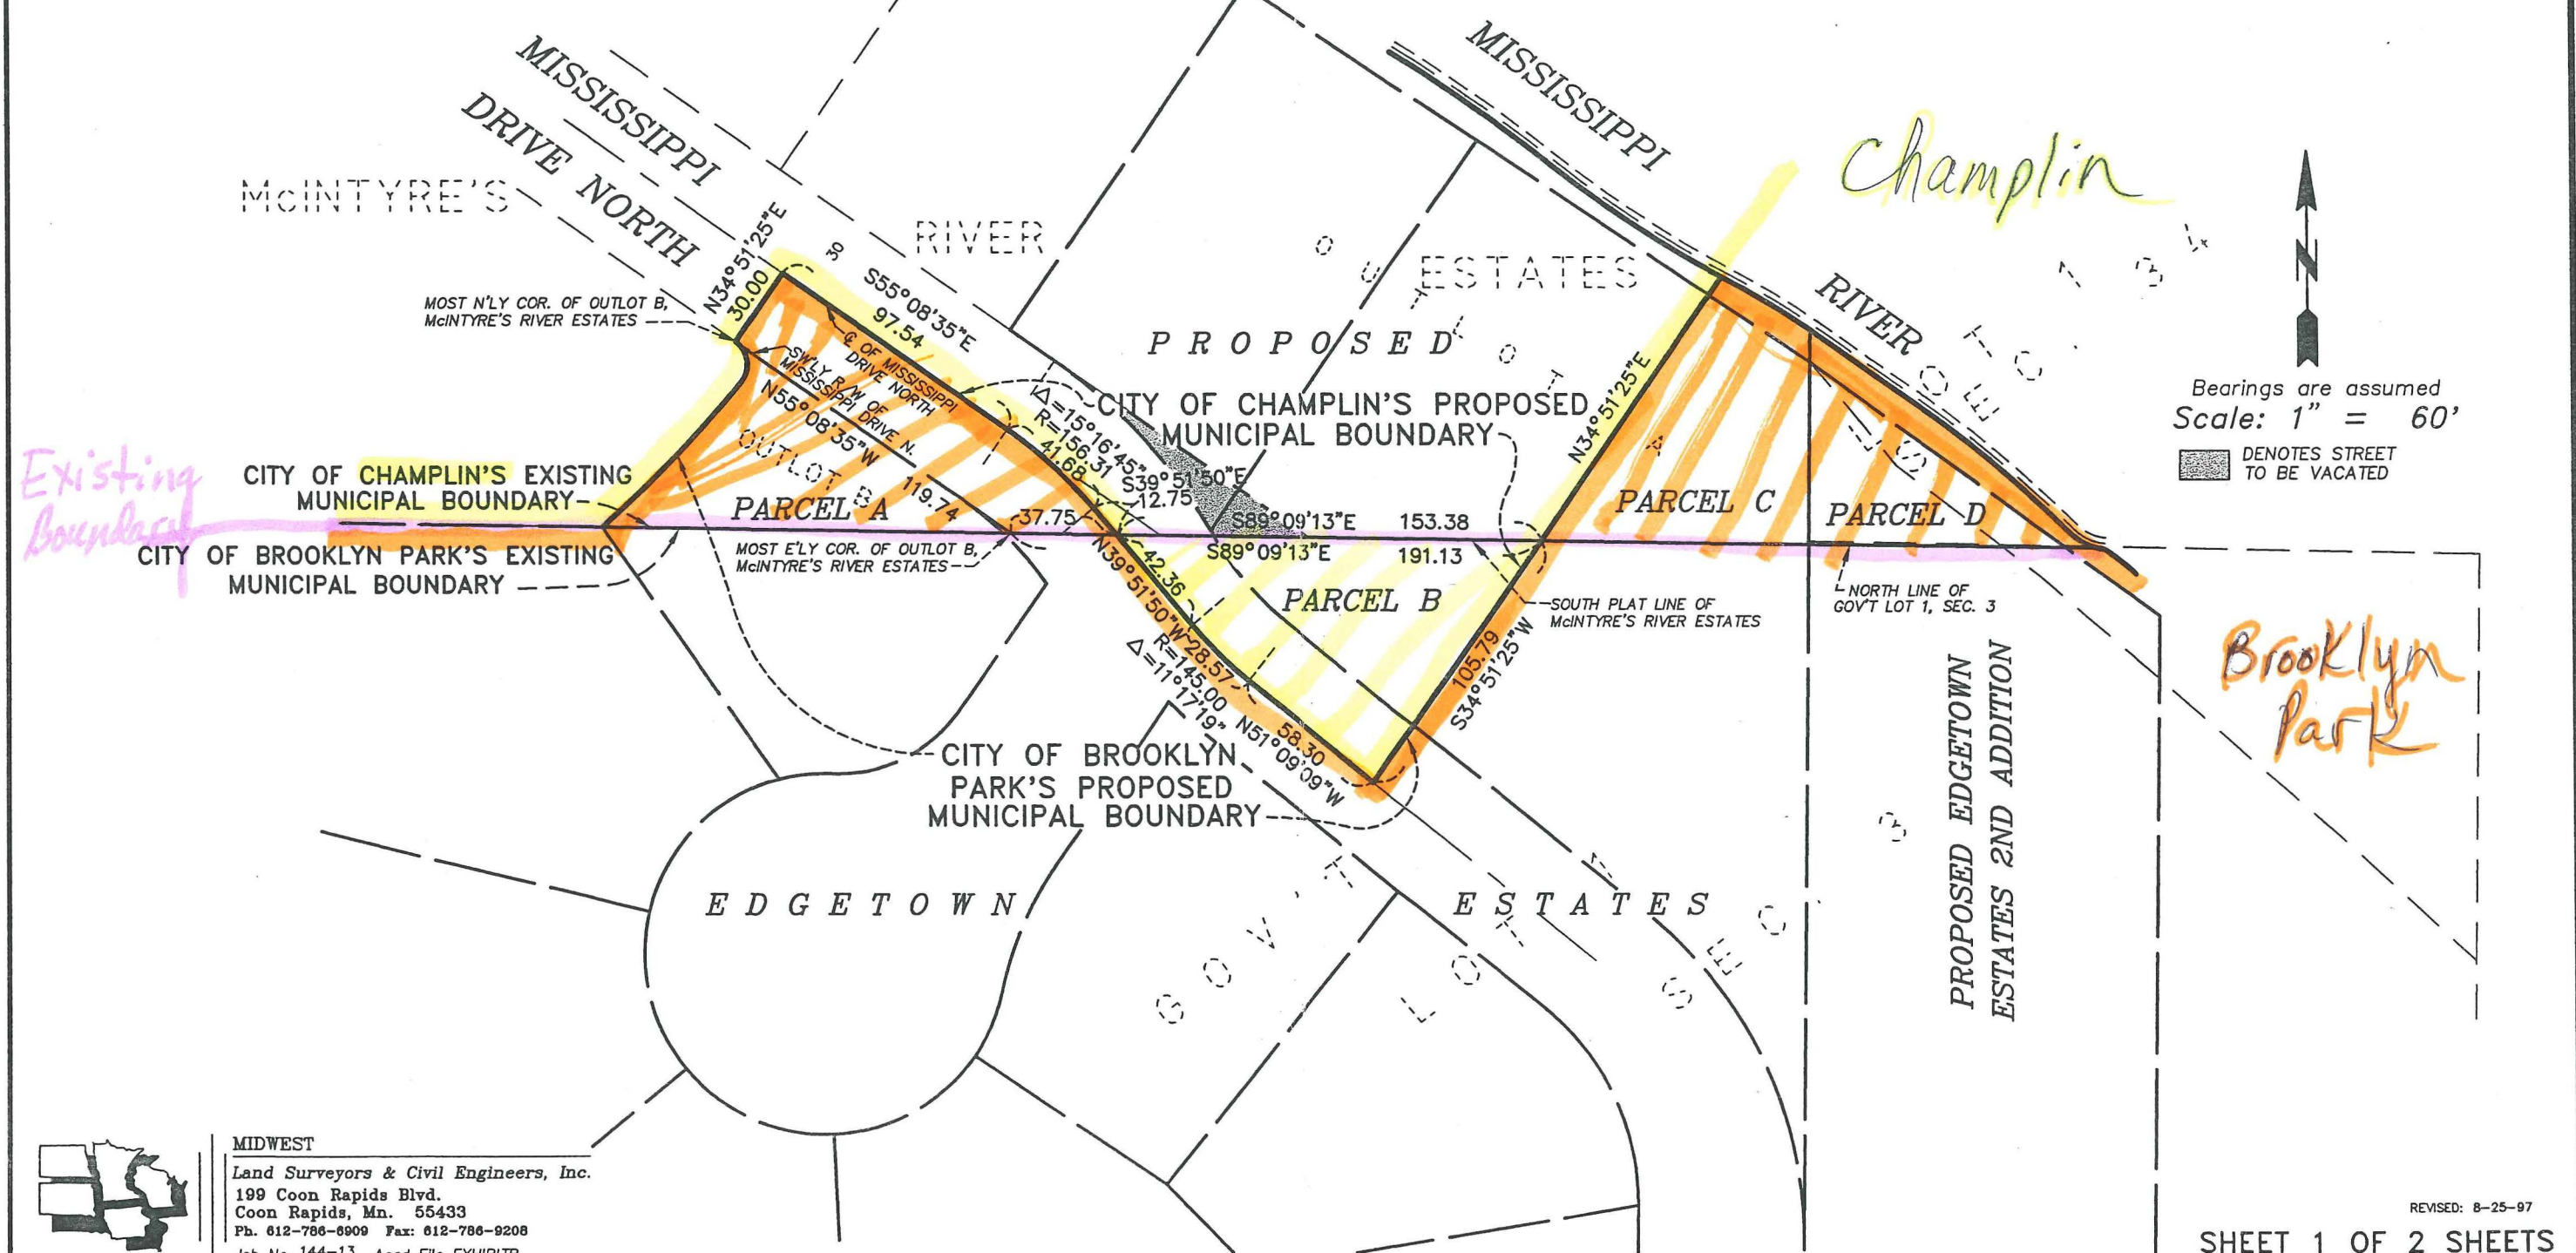 MISSISSIPPI
DRIVE NORTH
McINTYRE'S
RIVER
ESTATES
MISSISSIPPI
RIVER
Champlin
N
Bearings are assumed
Scale: 1" = 60'
DENOTES STREET
TO BE VACATED
MOST N'LY COR. OF OUTLOT B,
McINTYRE'S RIVER ESTATES
N34°51'25"E
30.00
30
S55°08'35"E
97.54
℄ OF MISSISSIPPI
DRIVE NORTH
SW'LY R/W OF
MISSISSIPPI DRIVE N.
N55°08'35"W
119.74
OUTLOT B
PARCEL A
37.75
Δ=15°16'45"
R=156.31
41.68
S39°51'50"E
12.75
PROPOSED
OUTLOT A
CITY OF CHAMPLIN'S PROPOSED
MUNICIPAL BOUNDARY
N34°51'25"E
Existing
Boundary
CITY OF CHAMPLIN'S EXISTING
MUNICIPAL BOUNDARY
CITY OF BROOKLYN PARK'S EXISTING
MUNICIPAL BOUNDARY
MOST E'LY COR. OF OUTLOT B,
McINTYRE'S RIVER ESTATES
S89°09'13"E 153.38
S89°09'13"E 191.13
PARCEL B
PARCEL C
PARCEL D
SOUTH PLAT LINE OF
McINTYRE'S RIVER ESTATES
NORTH LINE OF
GOV'T LOT 1, SEC. 3
42.36
N39°51'50"W
28.57
R=145.00
Δ=11°17'19"
58.30
N51°09'09"W
105.79
S34°51'25"W
CITY OF BROOKLYN
PARK'S PROPOSED
MUNICIPAL BOUNDARY
Brooklyn
Park
EDGETOWN
ESTATES
GOV'T LOT
PROPOSED EDGETOWN
ESTATES 2ND ADDITION
MIDWEST
Land Surveyors & Civil Engineers, Inc.
199 Coon Rapids Blvd.
Coon Rapids, Mn. 55433
Ph. 612-786-6909 Fax: 612-786-9208
REVISED: 8-25-97
SHEET 1 OF 2 SHEETS